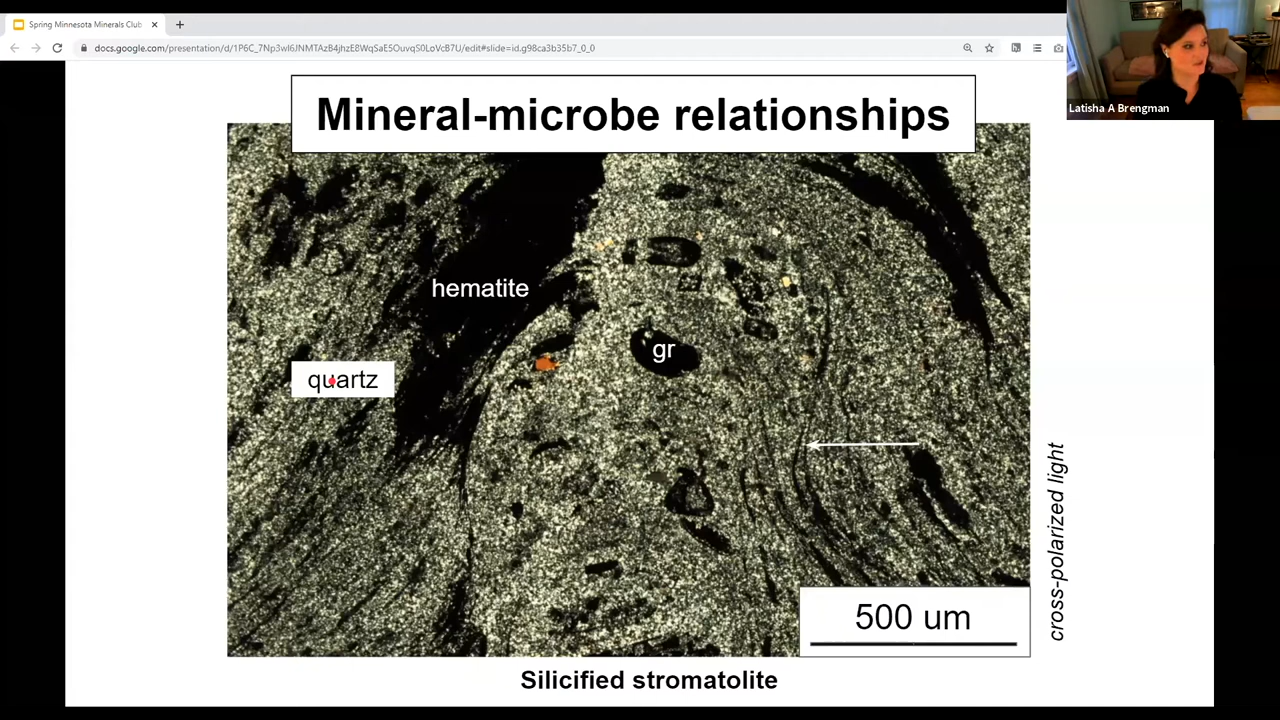 Spring Minnesota Minerals Club
docs.google.com/presentation/d/1P6C_7Np3wI6JNMTAzB4jhzE8WqSaE5OuvqS0LoVcB7U/edit#slide=id.g98ca3b35b7_0_0
Latisha A Brengman
Mineral-microbe relationships
hematite
gr
quartz
cross-polarized light
500 um
Silicified stromatolite